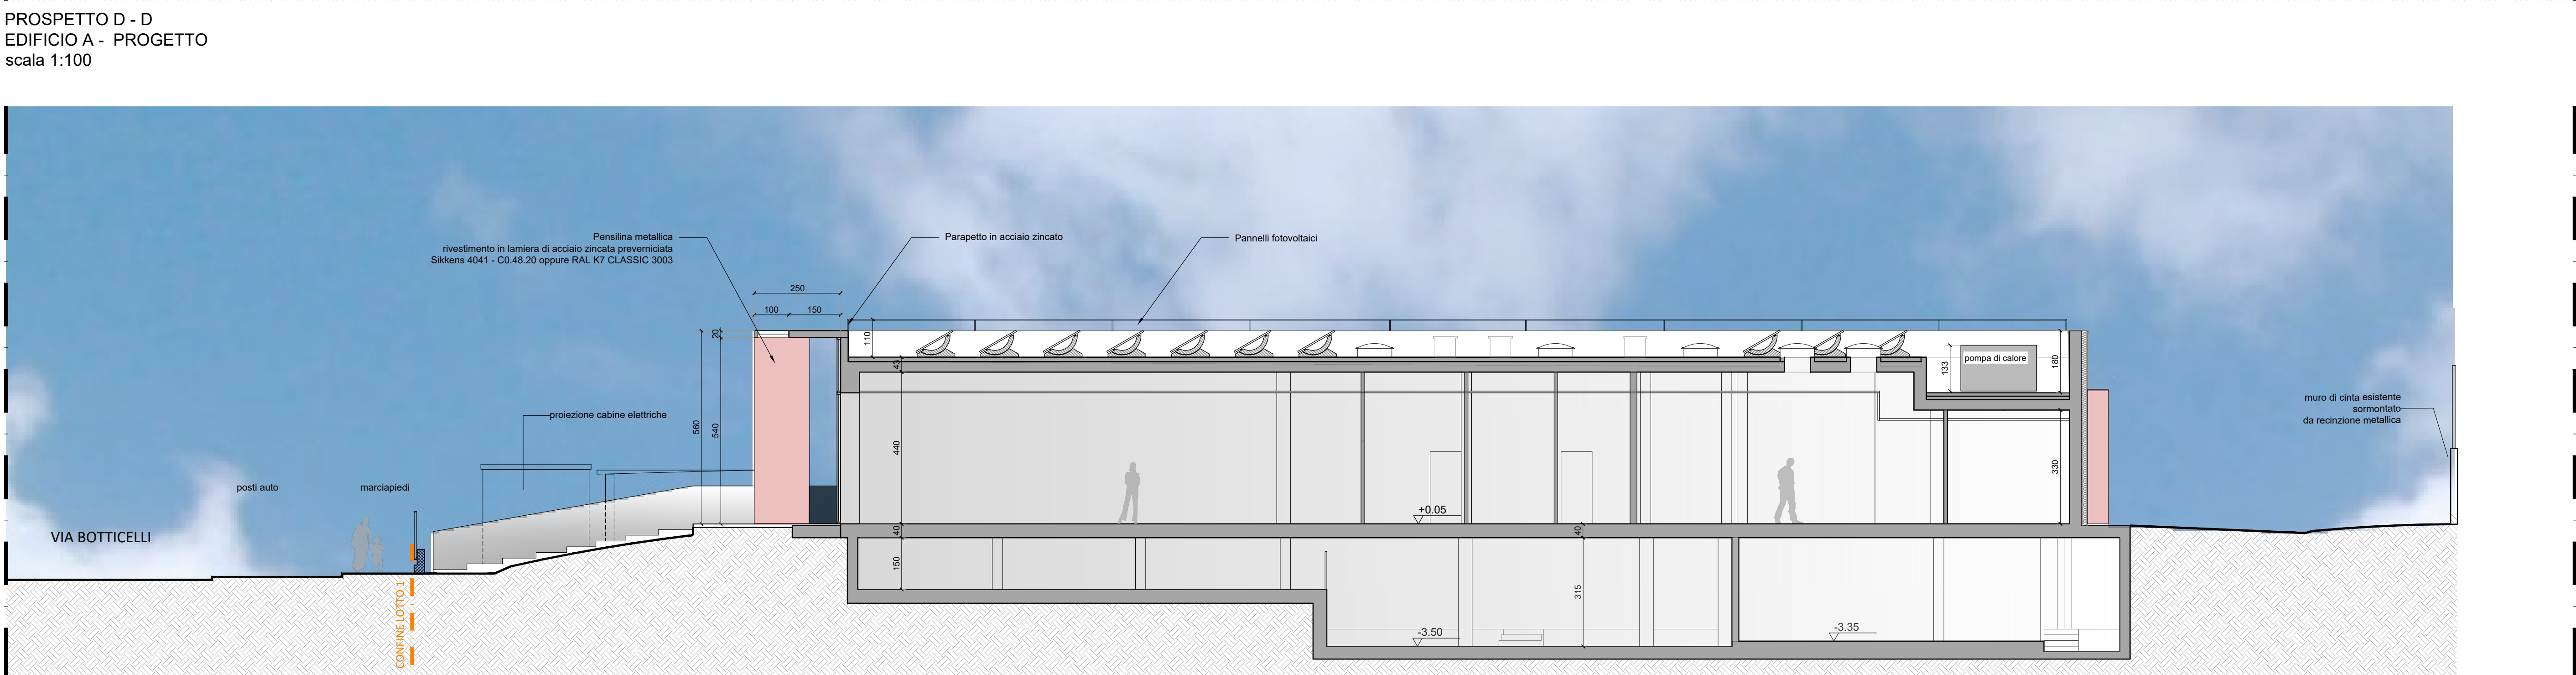 PROSPETTO D - D
EDIFICIO A - PROGETTO
scala 1:100
Pensilina metallica
rivestimento in lamiera di acciaio zincata preverniciata
Sikkens 4041 - C0.48.20 oppure RAL K7 CLASSIC 3003
Parapetto in acciaio zincato
Pannelli fotovoltaici
250
100
150
20
110
43
560
540
440
133
pompa di calore
180
330
proiezione cabine elettriche
muro di cinta esistente
sormontato
da recinzione metallica
posti auto
marciapiedi
VIA BOTTICELLI
+0.05
40
40
150
315
-3.50
-3.35
CONFINE LOTTO 1